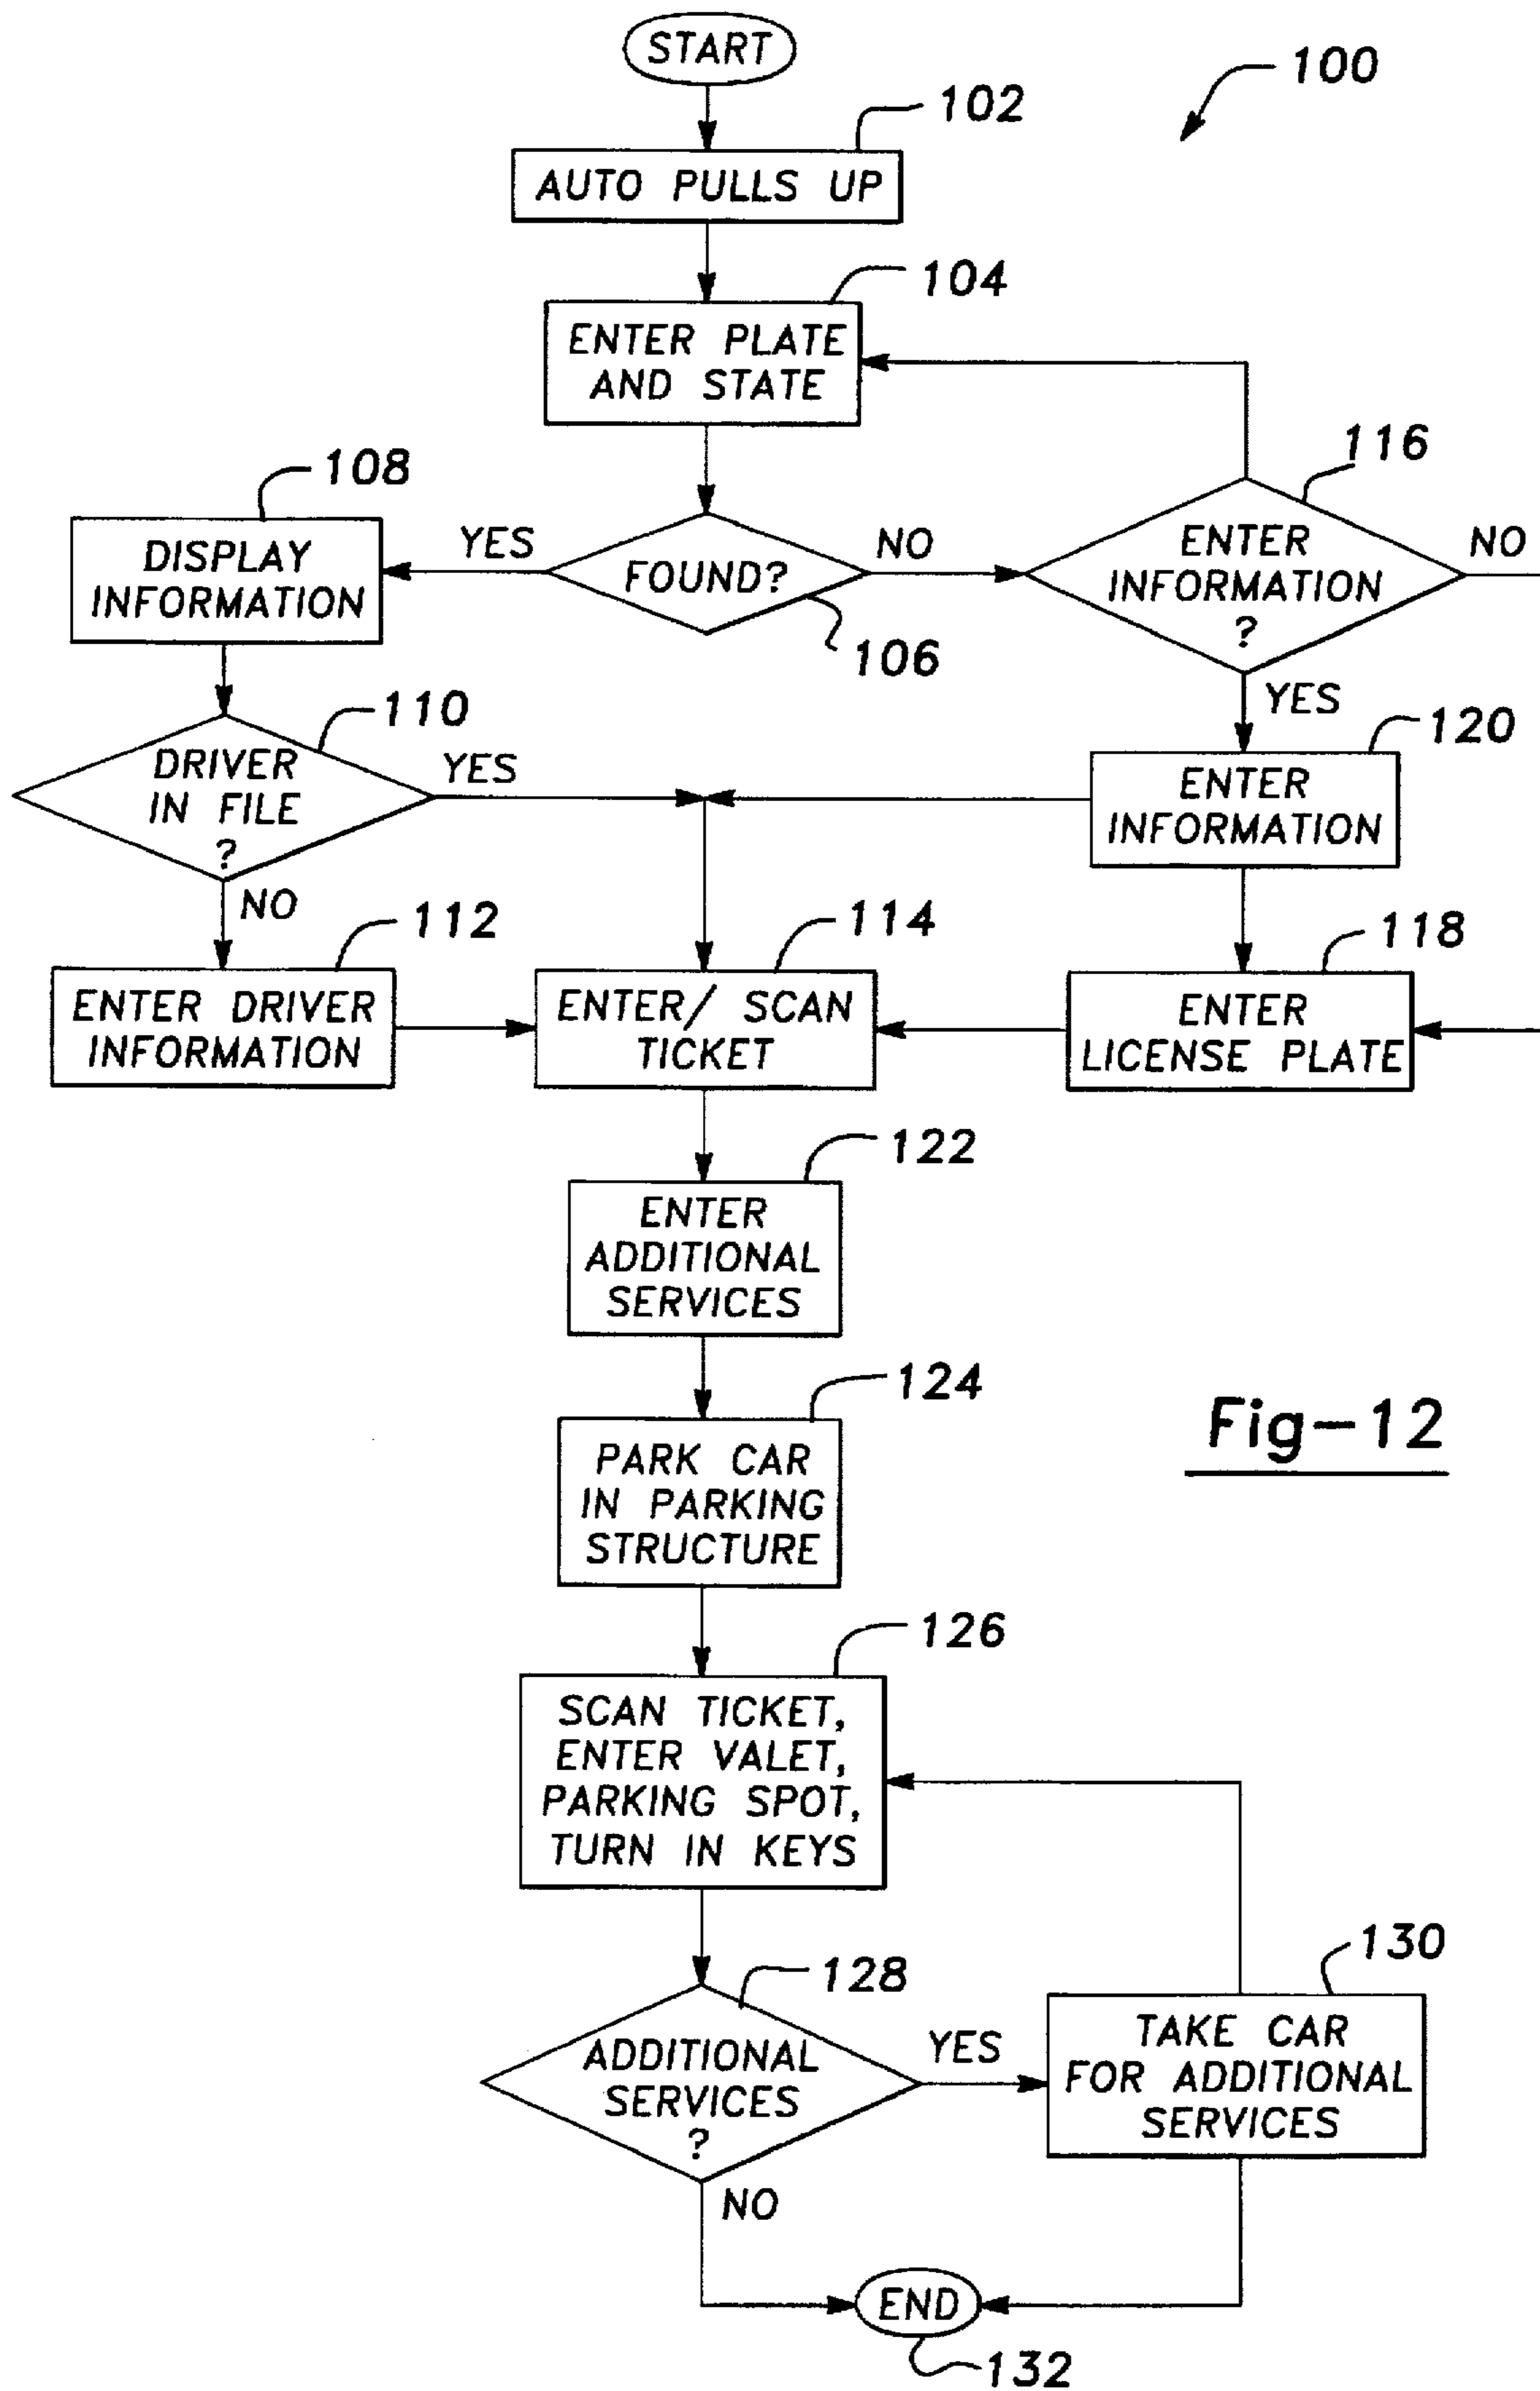 START
100
102
AUTO PULLS UP
104
ENTER PLATE
AND STATE
116
108
DISPLAY
INFORMATION
YES
FOUND?
NO
106
ENTER
INFORMATION
?
NO
YES
110
DRIVER
IN FILE
?
YES
NO
120
ENTER
INFORMATION
112
ENTER DRIVER
INFORMATION
114
ENTER/ SCAN
TICKET
118
ENTER
LICENSE PLATE
122
ENTER
ADDITIONAL
SERVICES
124
PARK CAR
IN PARKING
STRUCTURE
Fig-12
126
SCAN TICKET,
ENTER VALET,
PARKING SPOT,
TURN IN KEYS
128
ADDITIONAL
SERVICES
?
YES
NO
130
TAKE CAR
FOR ADDITIONAL
SERVICES
END
132